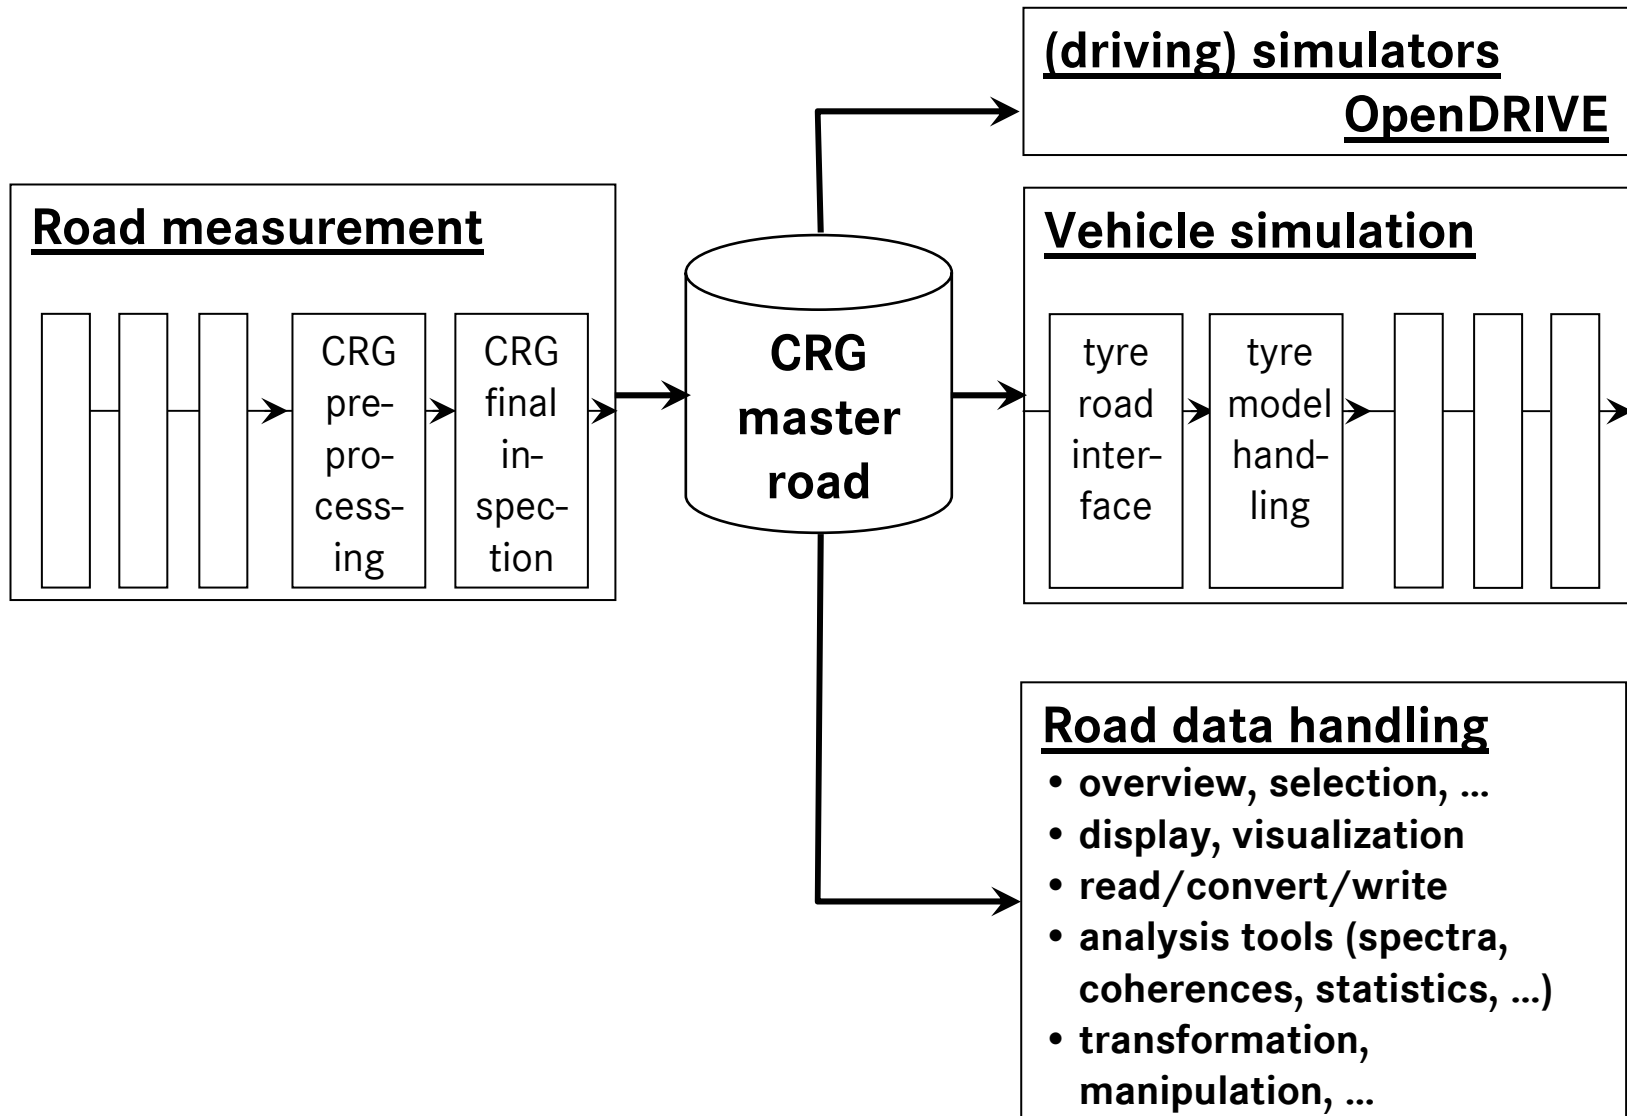 (driving) simulators
OpenDRIVE
Road measurement
CRG
pre-
pro-
cess-
ing
CRG
final
in-
spec-
tion
CRG
master
road
Vehicle simulation
tyre
road
inter-
face
tyre
model
hand-
ling
Road data handling
• overview, selection, ...
• display, visualization
• read/convert/write
• analysis tools (spectra,
coherences, statistics, ...)
• transformation,
manipulation, ...